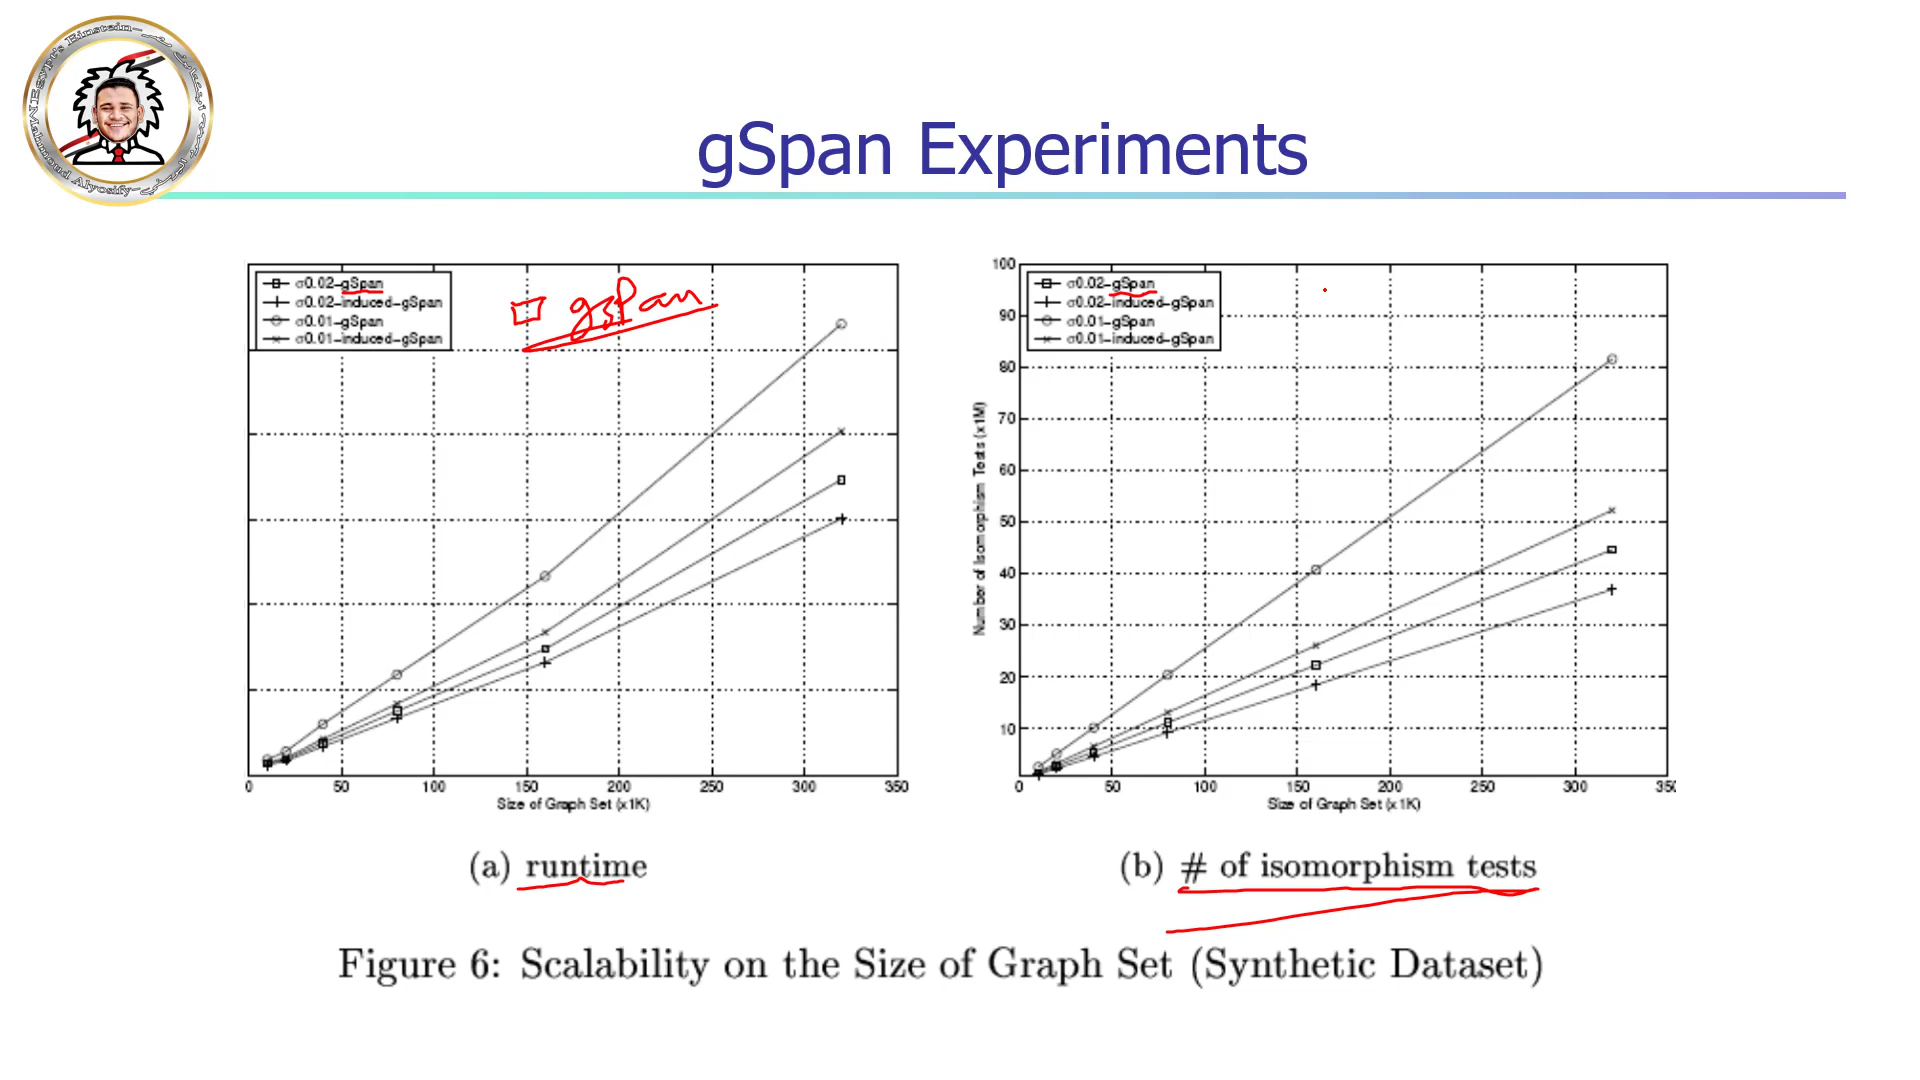 Egypt's Einstein
Mahmoud Alyosify
gSpan Experiments
σ0.02-gSpan
σ0.02-induced-gSpan
σ0.01-gSpan
σ0.01-induced-gSpan
gspan
0 50 100 150 200 250 300 350
Size of Graph Set (x1K)
(a) runtime
σ0.02-gSpan
σ0.02-induced-gSpan
σ0.01-gSpan
σ0.01-induced-gSpan
100
90
80
70
60
50
40
30
20
10
Number of Isomorphism Tests (x1M)
0 50 100 150 200 250 300
Size of Graph Set (x1K)
(b) # of isomorphism tests
Figure 6: Scalability on the Size of Graph Set (Synthetic Dataset)